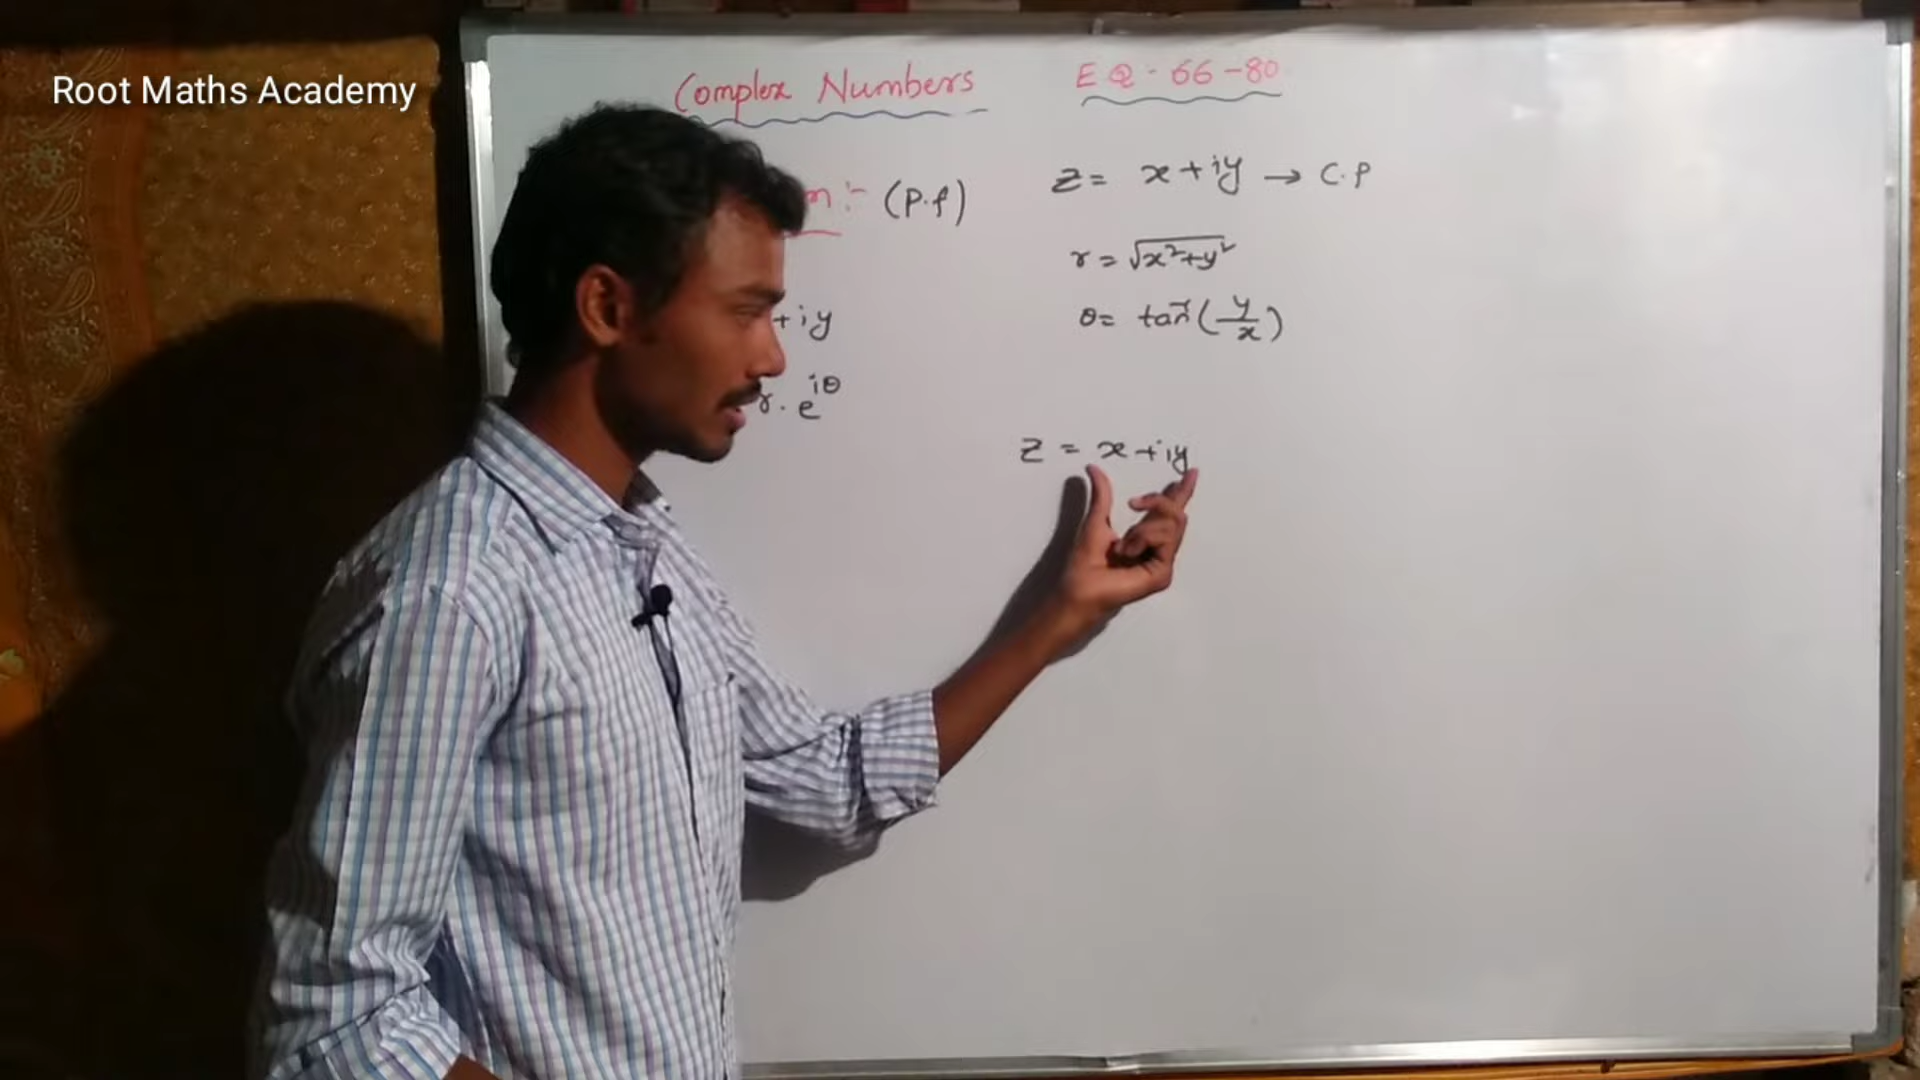 Root Maths Academy
Complex Numbers
EQ - 66-80
(P.f)
z = x+iy → C.P
r = √x²+y²
+iy
θ = tan⁻¹(y/x)
r. e^iθ
z = x+iy